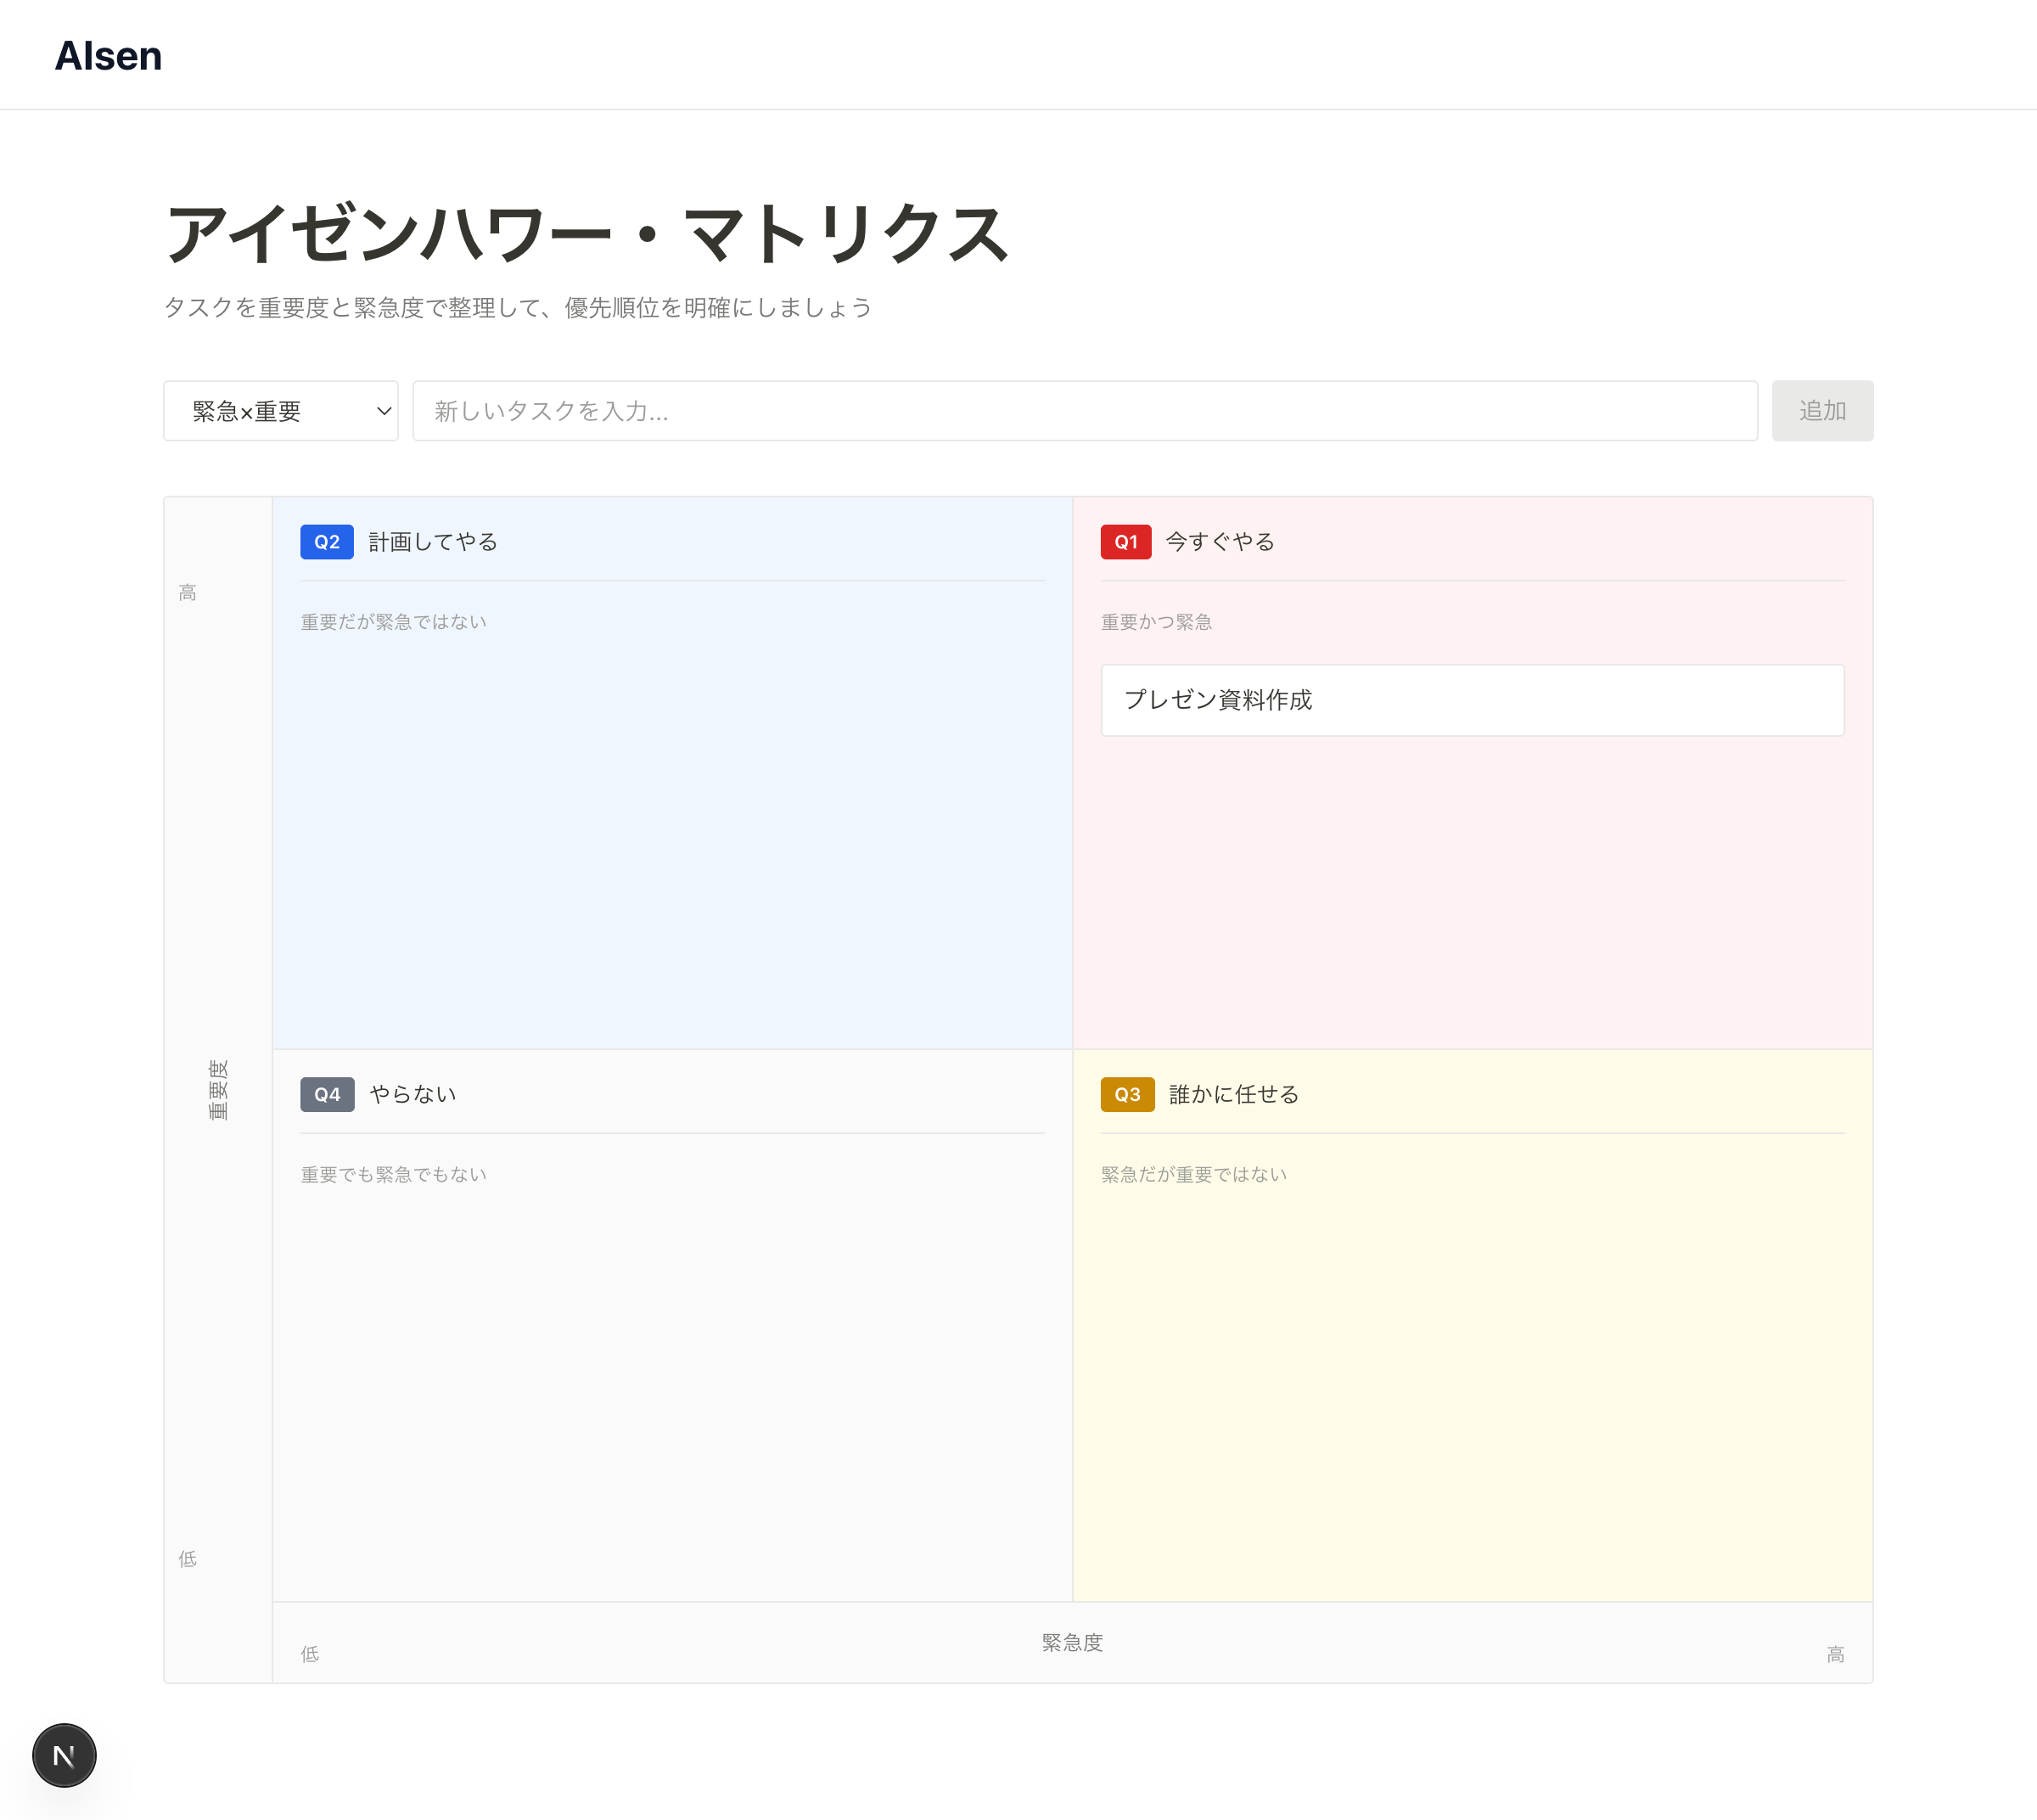 AIsen
アイゼンハワー・マトリクス
タスクを重要度と緊急度で整理して、優先順位を明確にしましょう
緊急×重要
新しいタスクを入力...
追加
高
重要度
低
Q2 計画してやる
重要だが緊急ではない
Q1 今すぐやる
重要かつ緊急
プレゼン資料作成
Q4 やらない
重要でも緊急でもない
Q3 誰かに任せる
緊急だが重要ではない
低
緊急度
高
N